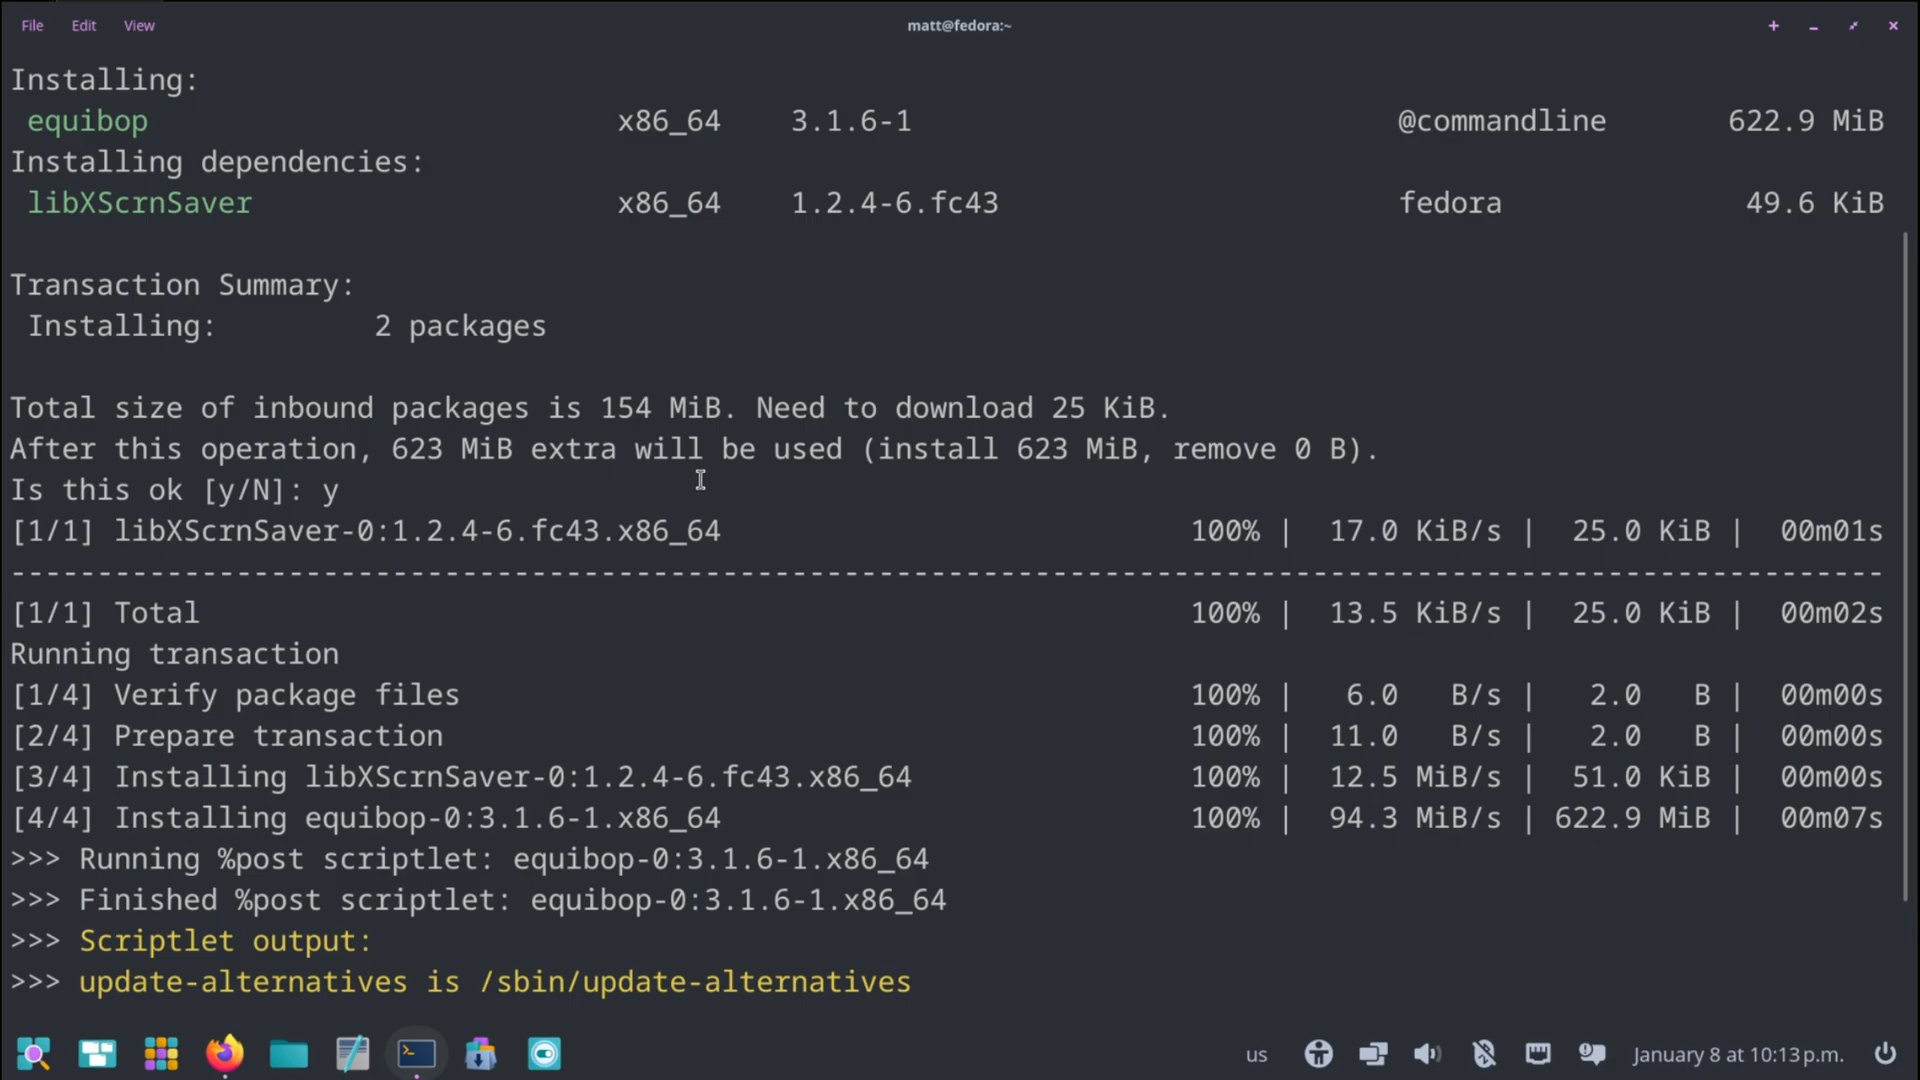 File Edit View matt@fedora:~
Installing:
equibop x86_64 3.1.6-1 @commandline 622.9 MiB
Installing dependencies:
libXScrnSaver x86_64 1.2.4-6.fc43 fedora 49.6 KiB
Transaction Summary:
Installing: 2 packages
Total size of inbound packages is 154 MiB. Need to download 25 KiB.
After this operation, 623 MiB extra will be used (install 623 MiB, remove 0 B).
Is this ok [y/N]: y
[1/1] libXScrnSaver-0:1.2.4-6.fc43.x86_64 100% | 17.0 KiB/s | 25.0 KiB | 00m01s
--------------------------------------------------------------------------------------------------------------
[1/1] Total 100% | 13.5 KiB/s | 25.0 KiB | 00m02s
Running transaction
[1/4] Verify package files 100% | 6.0 B/s | 2.0 B | 00m00s
[2/4] Prepare transaction 100% | 11.0 B/s | 2.0 B | 00m00s
[3/4] Installing libXScrnSaver-0:1.2.4-6.fc43.x86_64 100% | 12.5 MiB/s | 51.0 KiB | 00m00s
[4/4] Installing equibop-0:3.1.6-1.x86_64 100% | 94.3 MiB/s | 622.9 MiB | 00m07s
>>> Running %post scriptlet: equibop-0:3.1.6-1.x86_64
>>> Finished %post scriptlet: equibop-0:3.1.6-1.x86_64
>>> Scriptlet output:
>>> update-alternatives is /sbin/update-alternatives
us January 8 at 10:13 p.m.